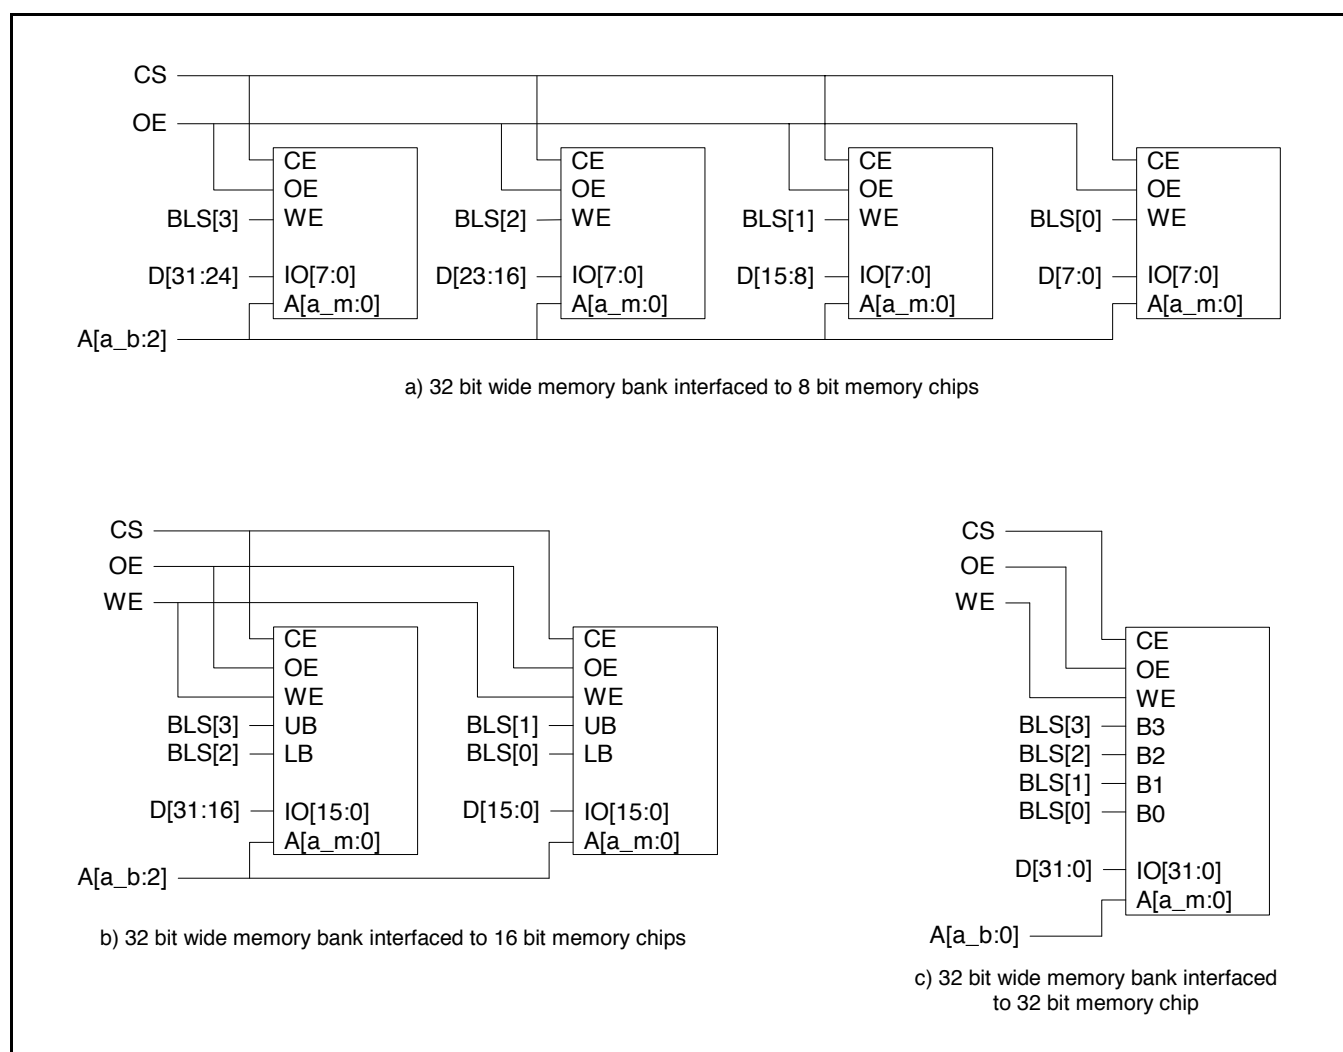 CS
OE
CE CE CE CE
OE OE OE OE
BLS[3] WE BLS[2] WE BLS[1] WE BLS[0] WE
D[31:24] IO[7:0] D[23:16] IO[7:0] D[15:8] IO[7:0] D[7:0] IO[7:0]
A[a_m:0] A[a_m:0] A[a_m:0] A[a_m:0]
A[a_b:2]
a) 32 bit wide memory bank interfaced to 8 bit memory chips
CS
OE
WE
CE CE
OE OE
WE WE
BLS[3] UB BLS[1] UB
BLS[2] LB BLS[0] LB
D[31:16] IO[15:0] D[15:0] IO[15:0]
A[a_m:0] A[a_m:0]
A[a_b:2]
b) 32 bit wide memory bank interfaced to 16 bit memory chips
CS
OE
WE
CE
OE
WE
BLS[3] B3
BLS[2] B2
BLS[1] B1
BLS[0] B0
D[31:0] IO[31:0]
A[a_m:0]
A[a_b:0]
c) 32 bit wide memory bank interfaced
to 32 bit memory chip